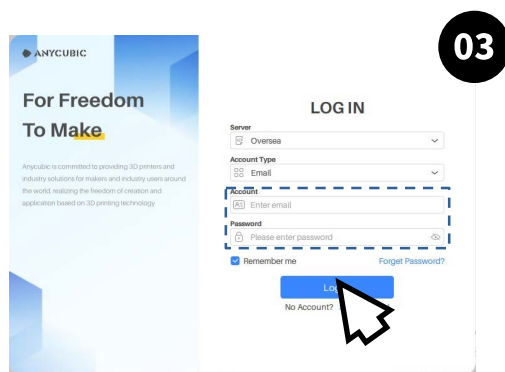 03
ANYCUBIC
For Freedom
To Make
Anycubic is committed to providing 3D printers and
industry solutions for makers and industry users around
the world, realizing the freedom of creation and
application based on 3D printing technology
LOG IN
Server
Oversea
Account Type
Email
Account
Enter email
Password
Please enter password
Remember me
Forget Password?
No Account?